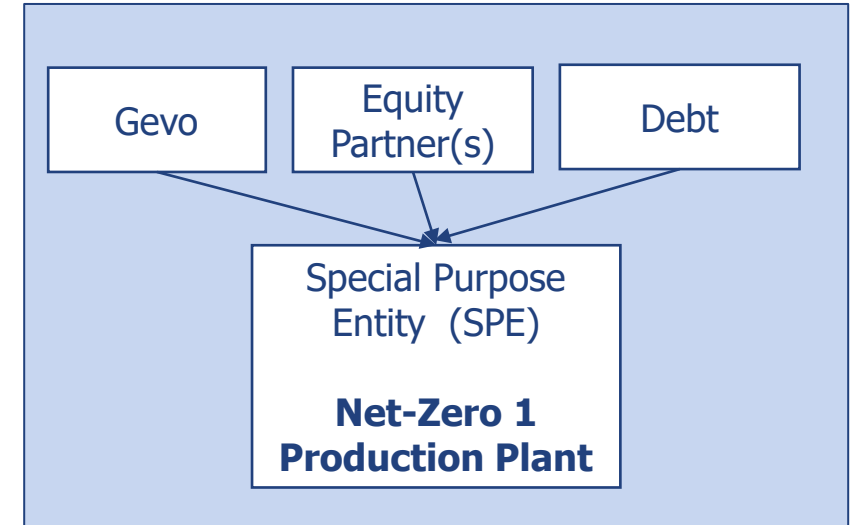 Gevo
Equity
Partner(s)
Debt
Special Purpose
Entity (SPE)
Net-Zero 1
Production Plant